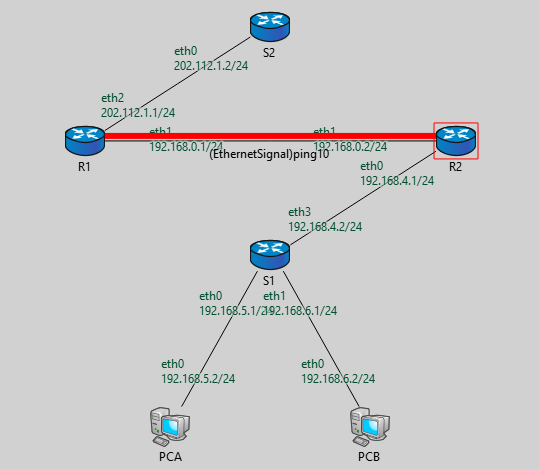 eth0
202.112.1.2/24
S2
eth2
202.112.1.1/24
eth1
192.168.0.1/24
eth1
192.168.0.2/24
(EthernetSignal)ping10
R1
R2
eth0
192.168.4.1/24
eth3
192.168.4.2/24
S1
eth0
192.168.5.1/24
eth1
192.168.6.1/24
eth0
192.168.5.2/24
eth0
192.168.6.2/24
PCA
PCB